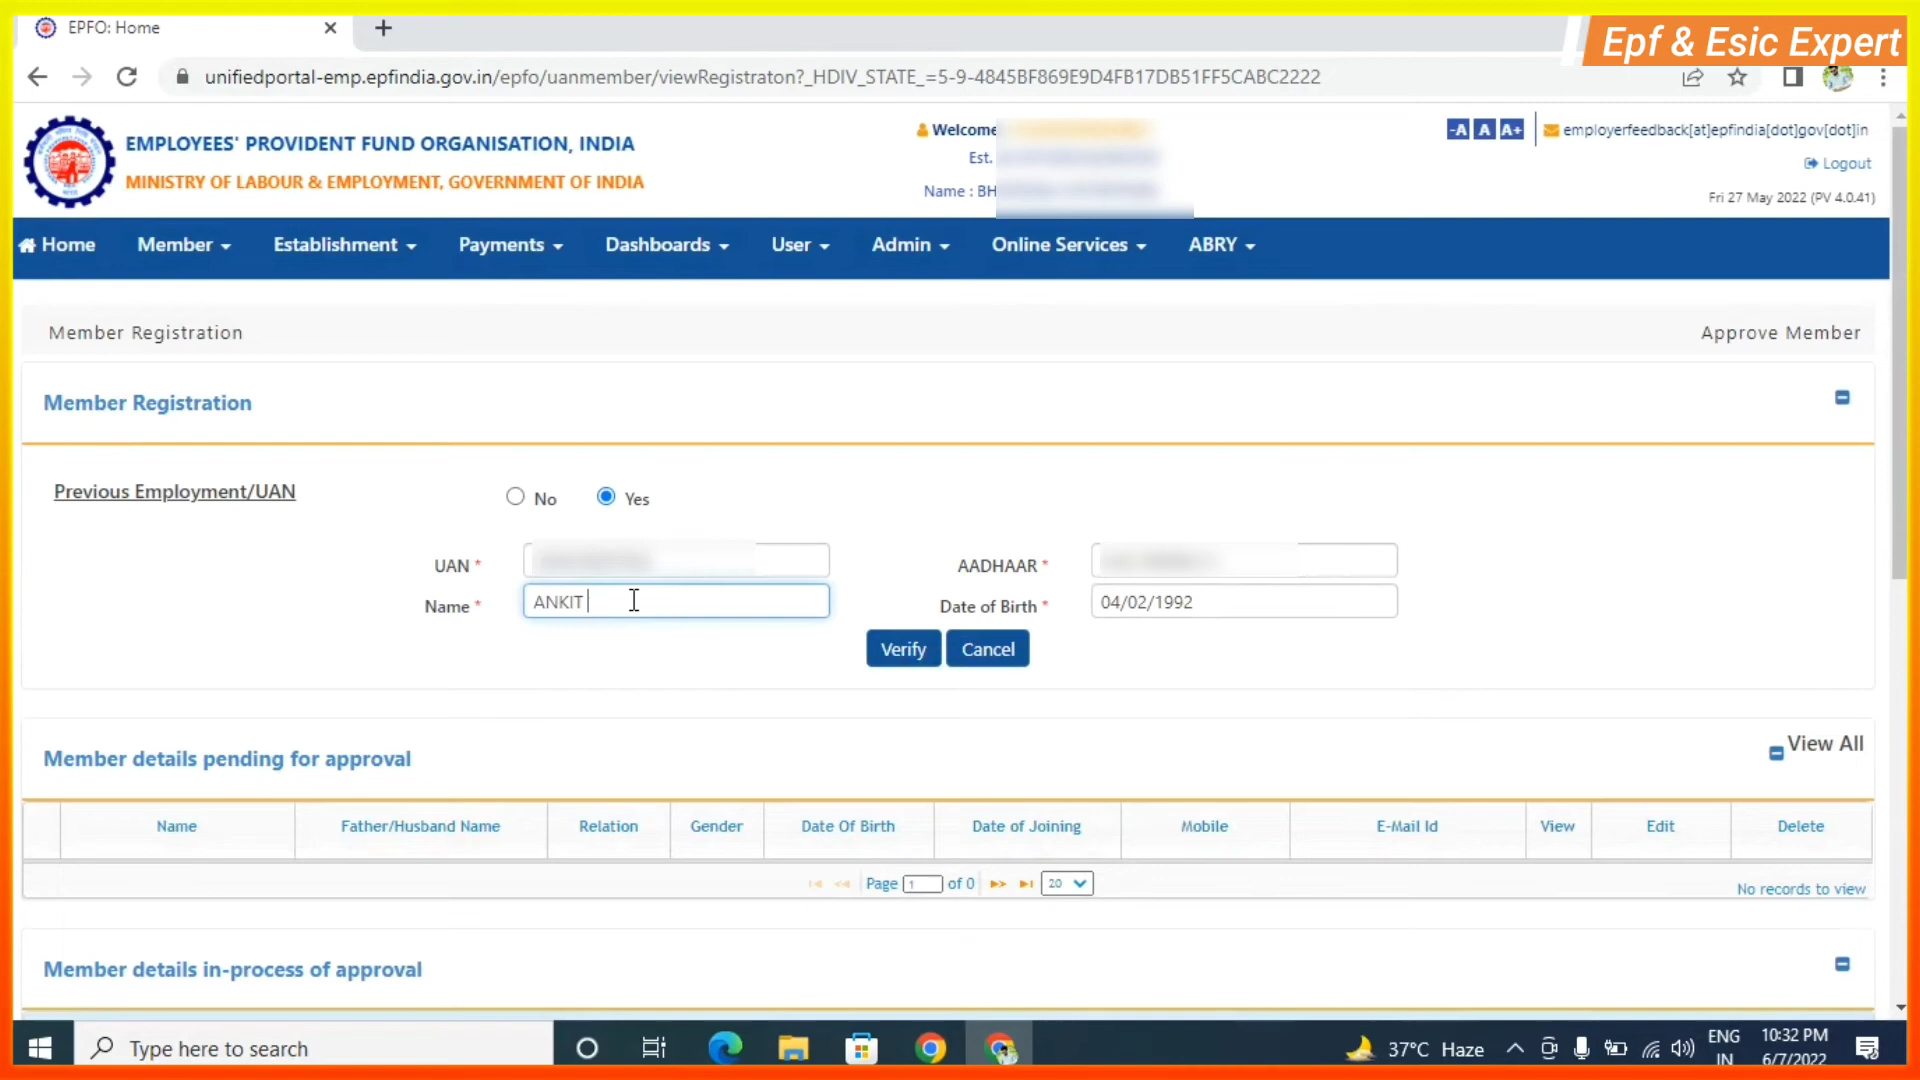 EPFO: Home
Epf & Esic Expert
unifiedportal-emp.epfindia.gov.in/epfo/uanmember/viewRegistraton?_HDIV_STATE_=5-9-4845BF869E9D4FB17DB51FF5CABC2222
EMPLOYEES' PROVIDENT FUND ORGANISATION, INDIA
MINISTRY OF LABOUR & EMPLOYMENT, GOVERNMENT OF INDIA
Welcome
Est.
Name : BH
-A A A+
employerfeedback[at]epfindia[dot]gov[dot]in
Logout
Fri 27 May 2022 (PV 4.0.41)
Home Member Establishment Payments Dashboards User Admin Online Services ABRY
Member Registration Approve Member
Member Registration
Previous Employment/UAN No Yes
UAN * AADHAAR *
Name * ANKIT Date of Birth * 04/02/1992
Verify Cancel
Member details pending for approval View All
Name Father/Husband Name Relation Gender Date Of Birth Date of Joining Mobile E-Mail Id View Edit Delete
Page 1 of 0 20 No records to view
Member details in-process of approval
Type here to search
37°C Haze
ENG
IN
10:32 PM
6/7/2022